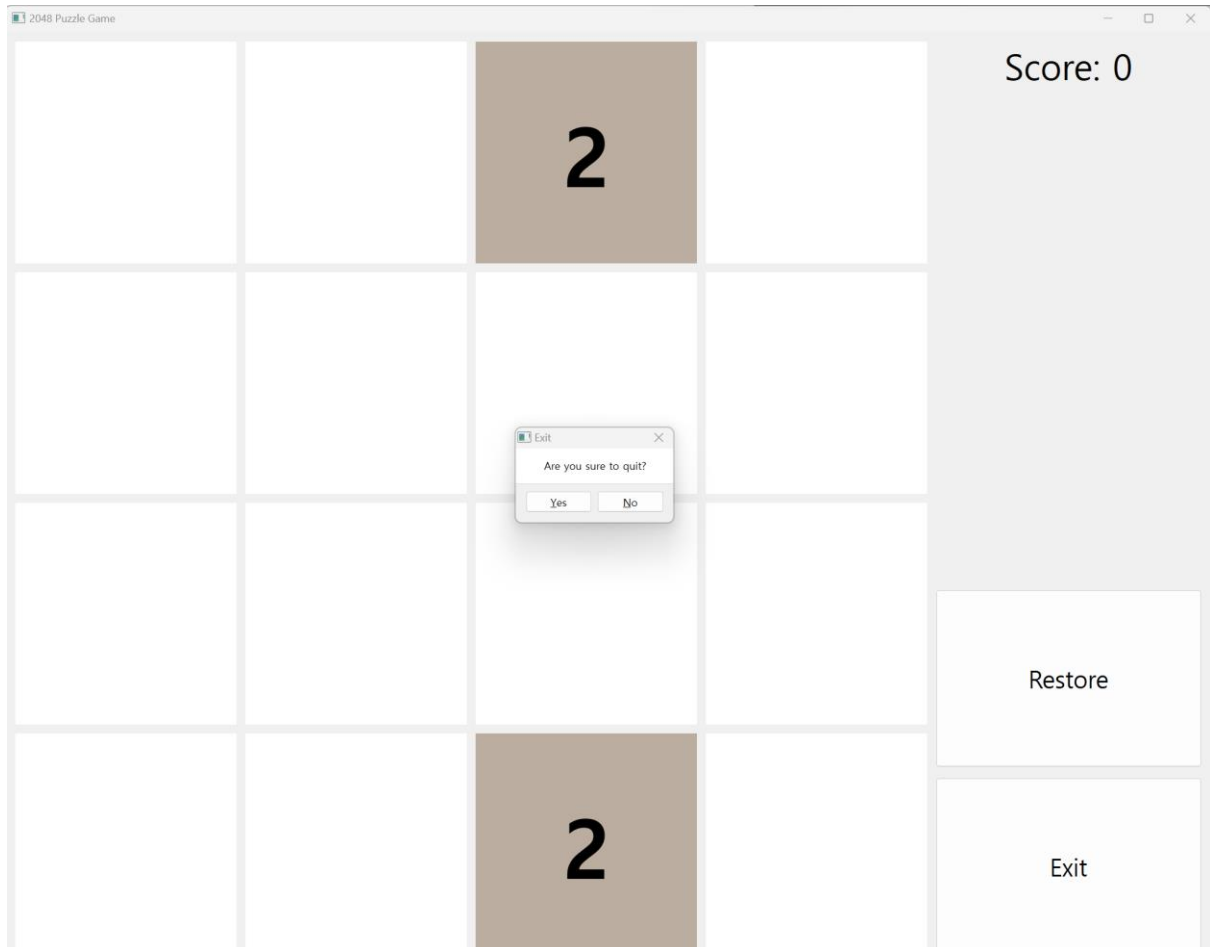 2048 Puzzle Game
Score: 0
2
Exit
Are you sure to quit?
Yes No
Restore
2
Exit